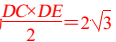 DC×DE/2 = 2√3